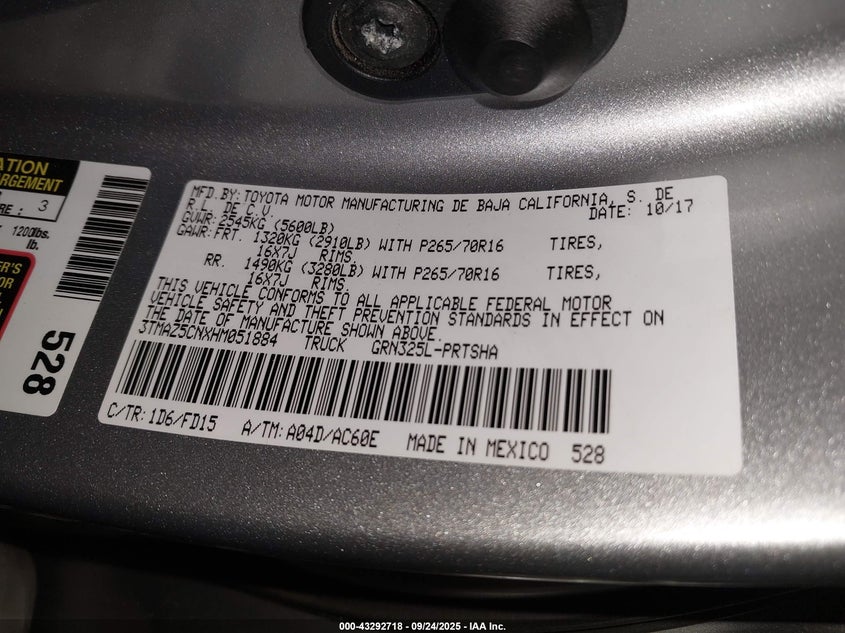 ATION
ARGEMENT
RE : 3
1200lbs.
lb.
ER'S
OR
528
MFD. BY: TOYOTA MOTOR MANUFACTURING DE BAJA CALIFORNIA, S. DE
R.L. DE C.V. DATE: 10/17
GVWR: 2545KG (5600LB)
GAWR: FRT. 1320KG (2910LB) WITH P265/70R16 TIRES,
16X7J RIMS.
RR. 1490KG (3280LB) WITH P265/70R16 TIRES,
16X7J RIMS.
THIS VEHICLE CONFORMS TO ALL APPLICABLE FEDERAL MOTOR
VEHICLE SAFETY AND THEFT PREVENTION STANDARDS IN EFFECT ON
THE DATE OF MANUFACTURE SHOWN ABOVE.
3TMAZ5CNXHM051884 TRUCK GRN325L-PRTSHA
C/TR: 1D6/FD15 A/TM: A04D/AC60E MADE IN MEXICO 528
000-43292718 - 09/24/2025 - IAA Inc.